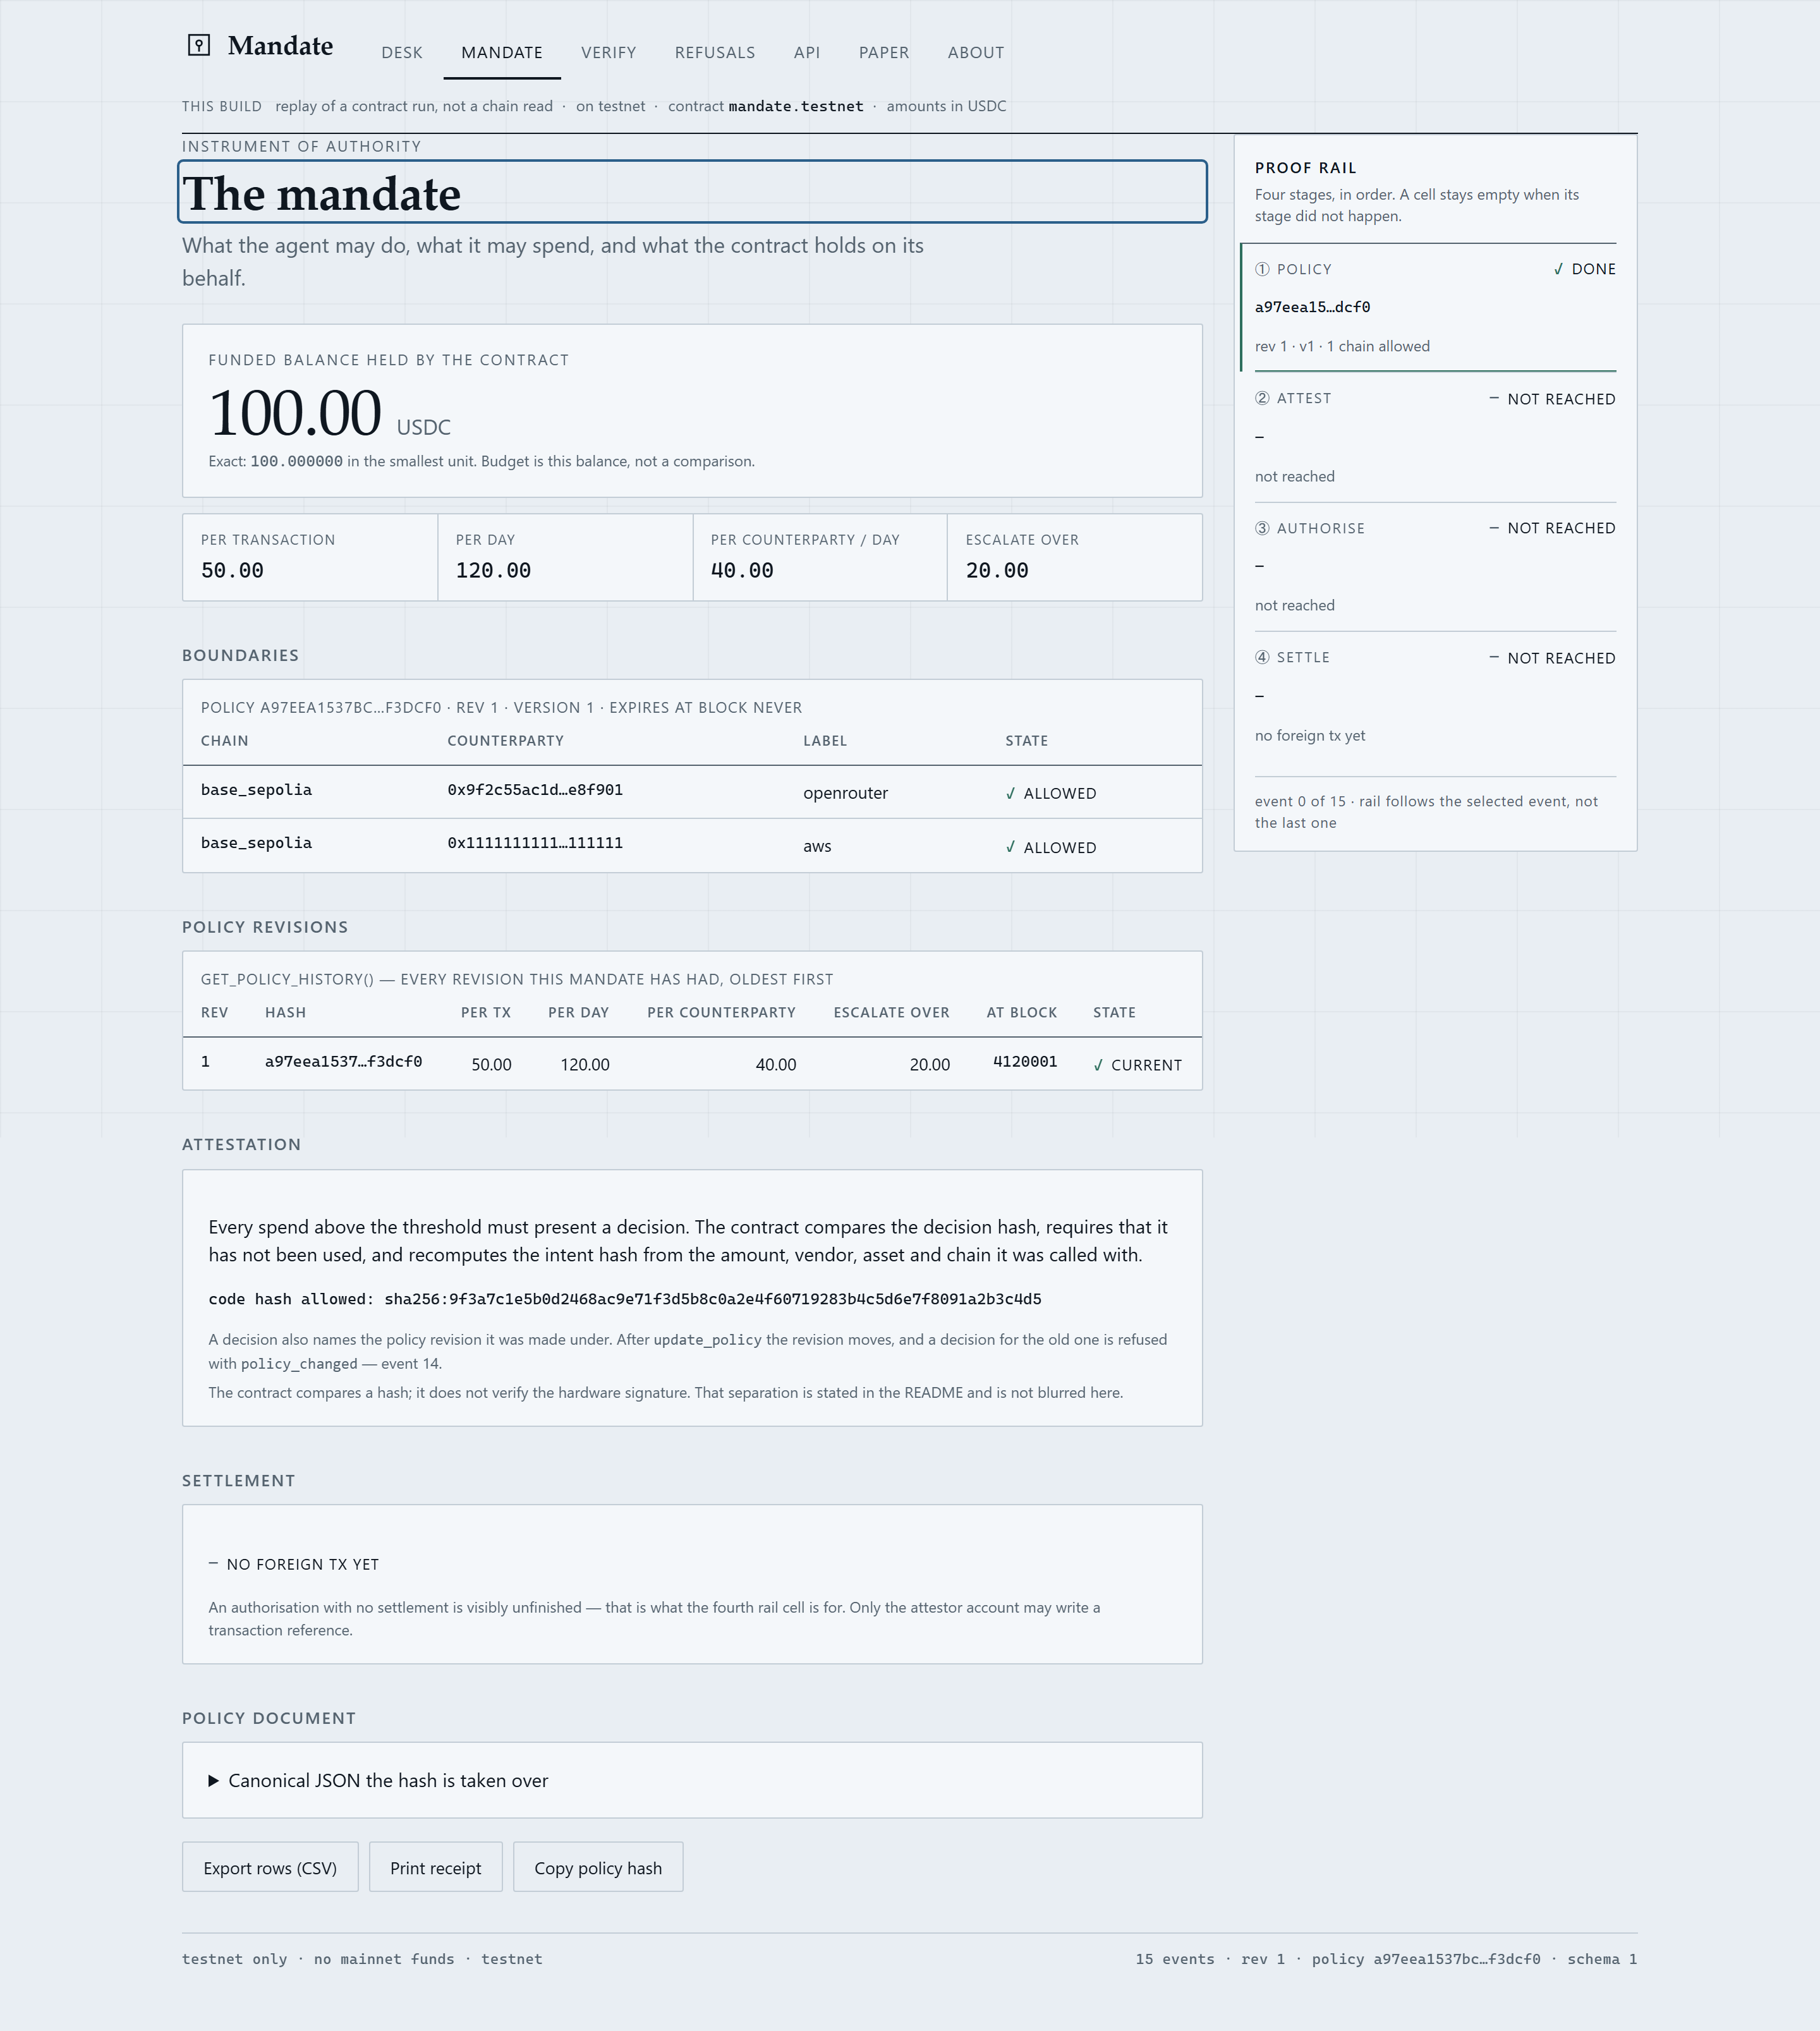 Mandate
DESK MANDATE VERIFY REFUSALS API PAPER ABOUT
THIS BUILD replay of a contract run, not a chain read · on testnet · contract mandate.testnet · amounts in USDC
INSTRUMENT OF AUTHORITY
The mandate
What the agent may do, what it may spend, and what the contract holds on its
behalf.
FUNDED BALANCE HELD BY THE CONTRACT
100.00 USDC
Exact: 100.000000 in the smallest unit. Budget is this balance, not a comparison.
PER TRANSACTION PER DAY PER COUNTERPARTY / DAY ESCALATE OVER
50.00 120.00 40.00 20.00
BOUNDARIES
POLICY A97EEA1537BC…F3DCF0 · REV 1 · VERSION 1 · EXPIRES AT BLOCK NEVER
CHAIN COUNTERPARTY LABEL STATE
base_sepolia 0x9f2c55ac1d…e8f901 openrouter ✓ ALLOWED
base_sepolia 0x1111111111…111111 aws ✓ ALLOWED
POLICY REVISIONS
GET_POLICY_HISTORY() — EVERY REVISION THIS MANDATE HAS HAD, OLDEST FIRST
REV HASH PER TX PER DAY PER COUNTERPARTY ESCALATE OVER AT BLOCK STATE
1 a97eea1537…f3dcf0 50.00 120.00 40.00 20.00 4120001 ✓ CURRENT
ATTESTATION
Every spend above the threshold must present a decision. The contract compares the decision hash, requires that it
has not been used, and recomputes the intent hash from the amount, vendor, asset and chain it was called with.
code hash allowed: sha256:9f3a7c1e5b0d2468ac9e71f3d5b8c0a2e4f60719283b4c5d6e7f8091a2b3c4d5
A decision also names the policy revision it was made under. After update_policy the revision moves, and a decision for the old one is refused
with policy_changed — event 14.
The contract compares a hash; it does not verify the hardware signature. That separation is stated in the README and is not blurred here.
SETTLEMENT
– NO FOREIGN TX YET
An authorisation with no settlement is visibly unfinished — that is what the fourth rail cell is for. Only the attestor account may write a
transaction reference.
POLICY DOCUMENT
▶ Canonical JSON the hash is taken over
Export rows (CSV) Print receipt Copy policy hash
PROOF RAIL
Four stages, in order. A cell stays empty when its
stage did not happen.
① POLICY ✓ DONE
a97eea15…dcf0
rev 1 · v1 · 1 chain allowed
② ATTEST – NOT REACHED
–
not reached
③ AUTHORISE – NOT REACHED
–
not reached
④ SETTLE – NOT REACHED
–
no foreign tx yet
event 0 of 15 · rail follows the selected event, not
the last one
testnet only · no mainnet funds · testnet
15 events · rev 1 · policy a97eea1537bc…f3dcf0 · schema 1